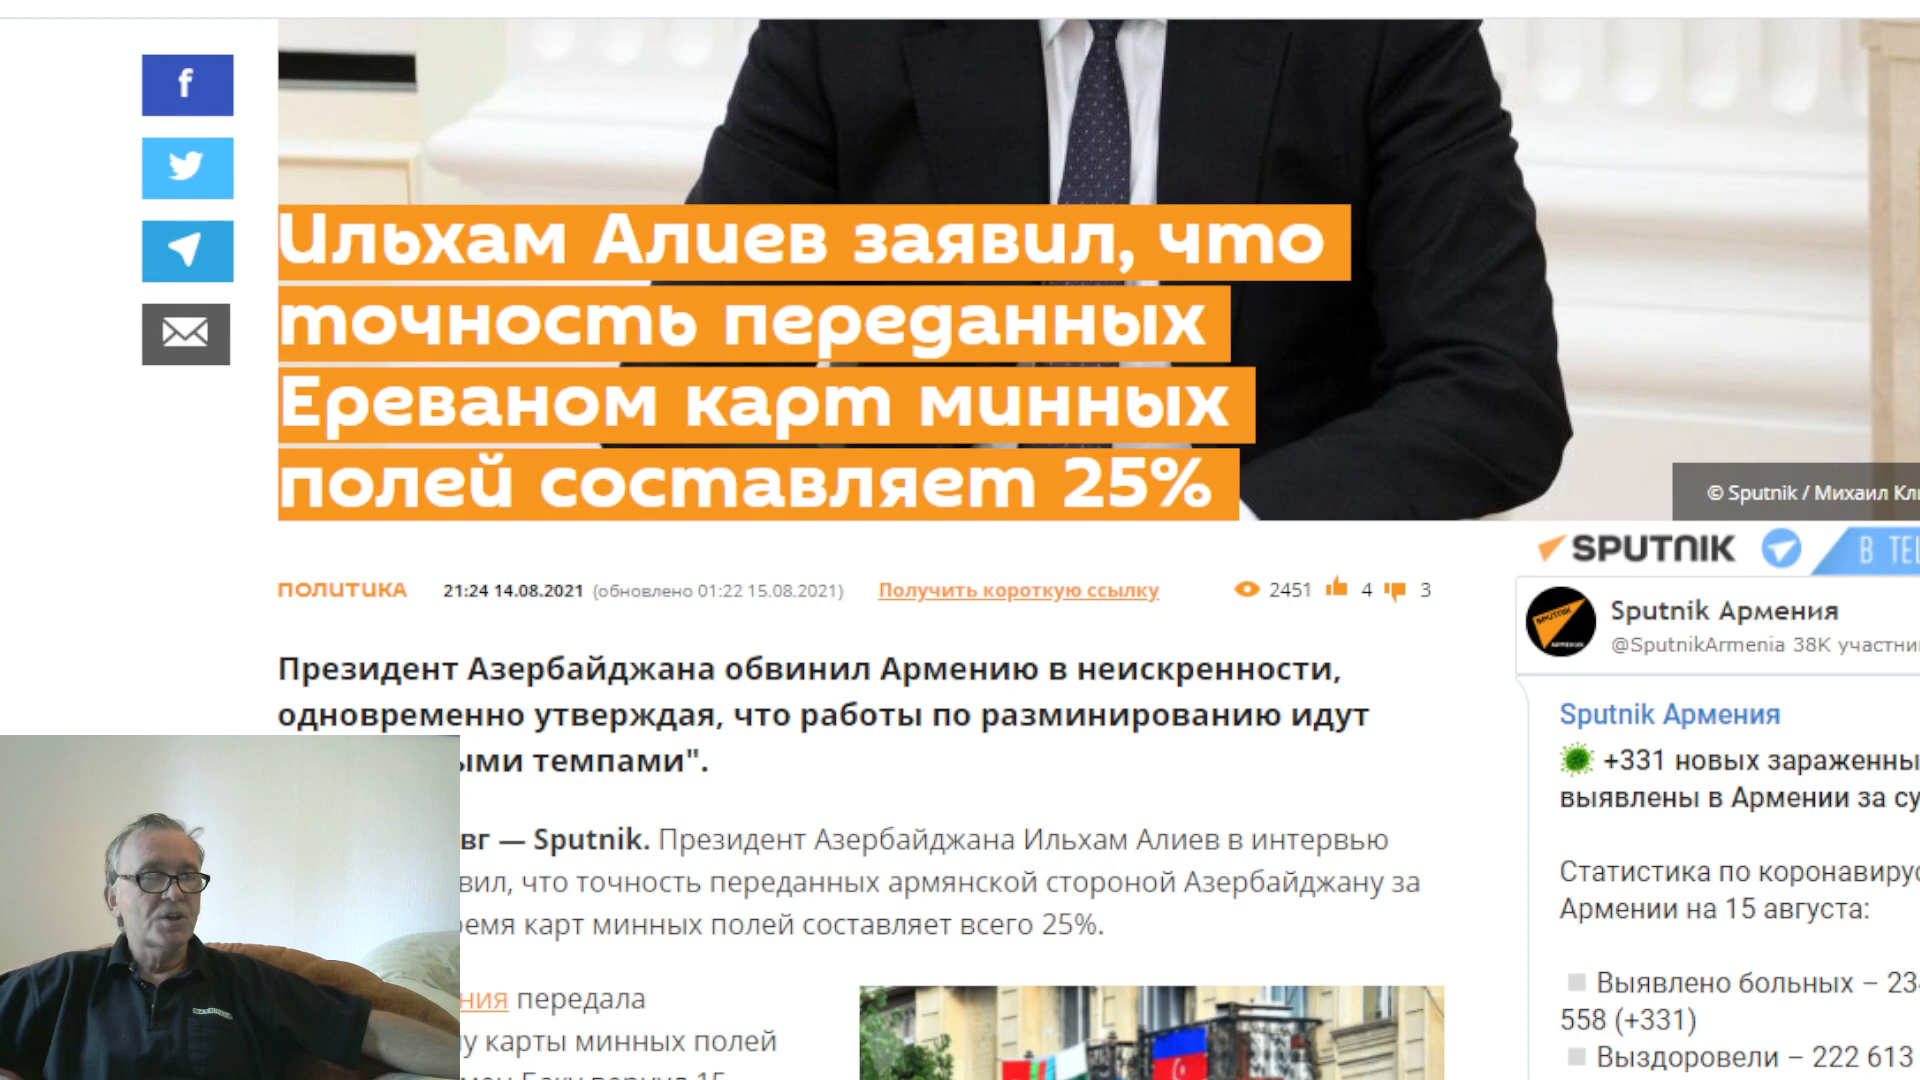 f
Ильхам Алиев заявил, что
точность переданных
Ереваном карт минных
полей составляет 25%
© Sputnik / Михаил
ПОЛИТИКА 21:24 14.08.2021 (обновлено 01:22 15.08.2021) Получить короткую ссылку 2451 4 3
Президент Азербайджана обвинил Армению в неискренности,
одновременно утверждая, что работы по разминированию идут
ыми темпами".
вг — Sputnik. Президент Азербайджана Ильхам Алиев в интервью
вил, что точность переданных армянской стороной Азербайджану за
емя карт минных полей составляет всего 25%.
ния передала
у карты минных полей
SPUTNIK В ТЕ
Sputnik Армения
@SputnikArmenia 38K участни
Sputnik Армения
+331 новых зараженны
выявлены в Армении за су
Статистика по коронавирус
Армении на 15 августа:
Выявлено больных – 234
558 (+331)
Выздоровели – 222 613